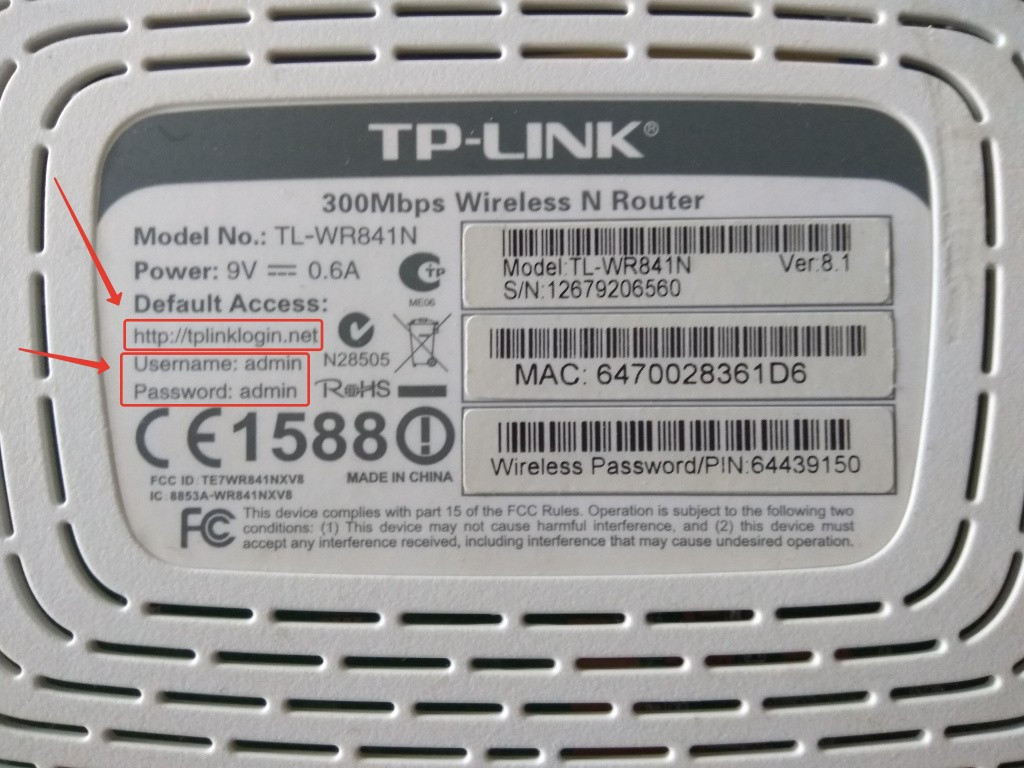 TP-LINK®
300Mbps Wireless N Router
Model No.: TL-WR841N
Power: 9V 0.6A
Default Access:
http://tplinklogin.net
Username: admin
Password: admin
TP
ME06
N28505
RoHS
CE1588
FCC ID: TE7WR841NXV8
IC: 8853A-WR841NXV8
MADE IN CHINA
Model:TL-WR841N Ver:8.1
S/N:12679206560
MAC: 6470028361D6
Wireless Password/PIN:64439150
FC This device complies with part 15 of the FCC Rules. Operation is subject to the following two
conditions: (1) This device may not cause harmful interference, and (2) this device must
accept any interference received, including interference that may cause undesired operation.